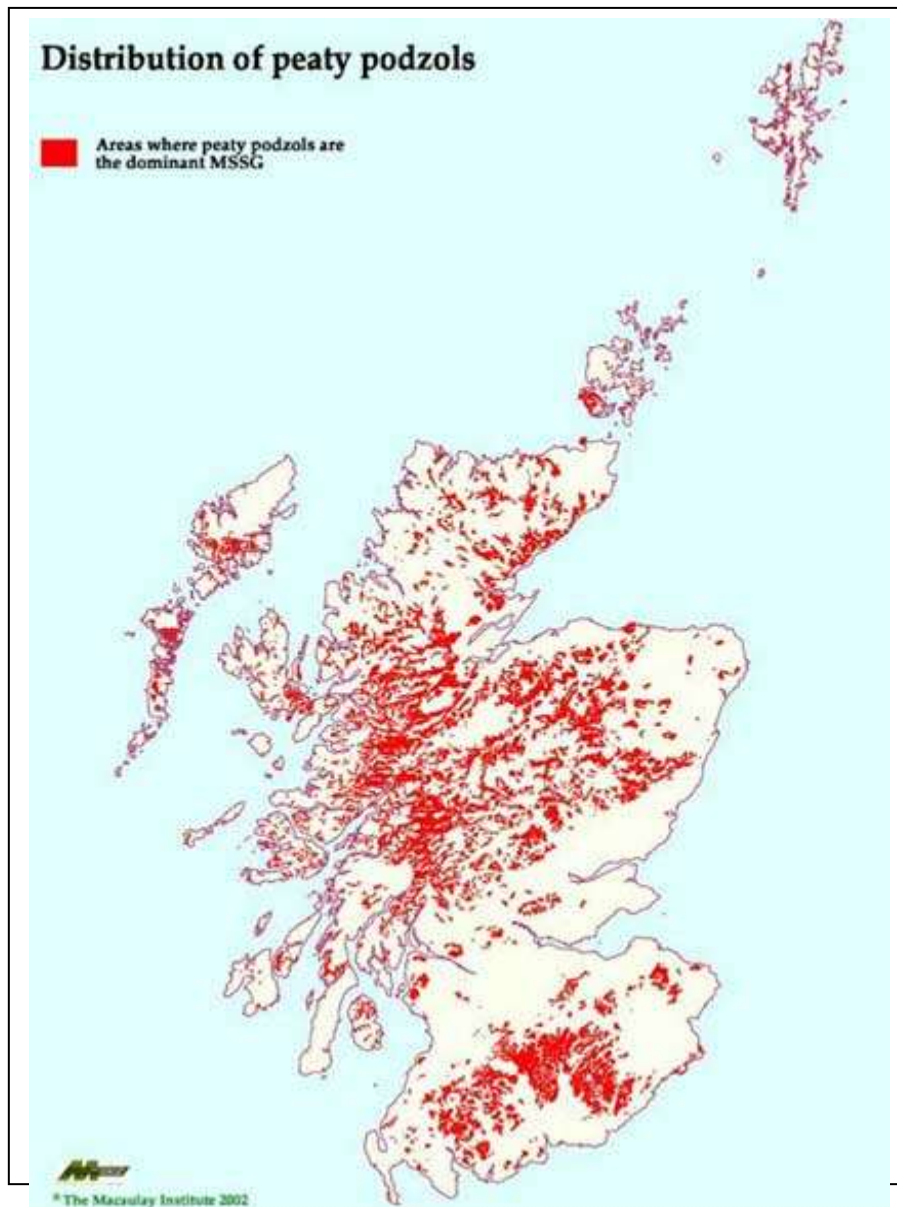 Distribution of peaty podzols
Areas where peaty podzols are
the dominant MSSG
© The Macaulay Institute 2002